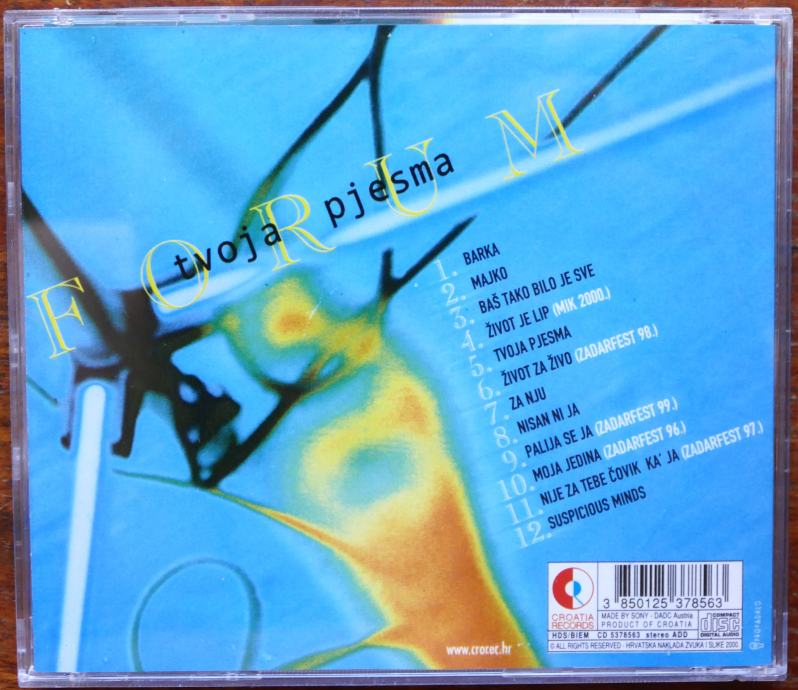 FORUM
tvoja pjesma
1. BARKA
2. MAJKO
3. BAŠ TAKO BILO JE SVE
4. ŽIVOT JE LIP (MIK 2000.)
5. TVOJA PJESMA
6. ŽIVOT ZA ŽIVO (ZADARFEST 98.)
7. ZA NJU
8. NISAN NI JA
9. PALIJA SE JA (ZADARFEST 99.)
10. MOJA JEDINA (ZADARFEST 96.)
11. NIJE ZA TEBE ČOVIK KA' JA (ZADARFEST 97.)
12. SUSPICIOUS MINDS
www.crorec.hr
CROATIA
RECORDS
3 850125 378563
MADE BY SONY - DADC Austria
PRODUCT OF CROATIA
COMPACT
disc
DIGITAL AUDIO
HDS/BIEM CD 5378563 stereo ADD
© ALL RIGHTS RESERVED - HRVATSKA NAKLADA ZVUKA I SLIKE 2000.